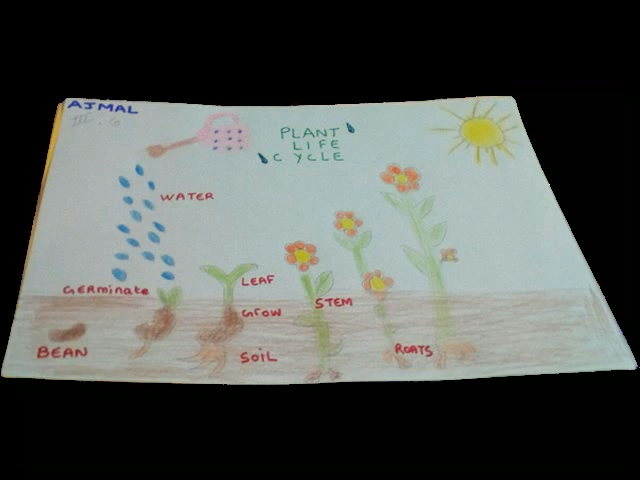 AJMAL
III - G
PLANT
LIFE
CYCLE
WATER
GERMinate
LEAF
GROW
STEM
BEAN
SOIL
ROATS